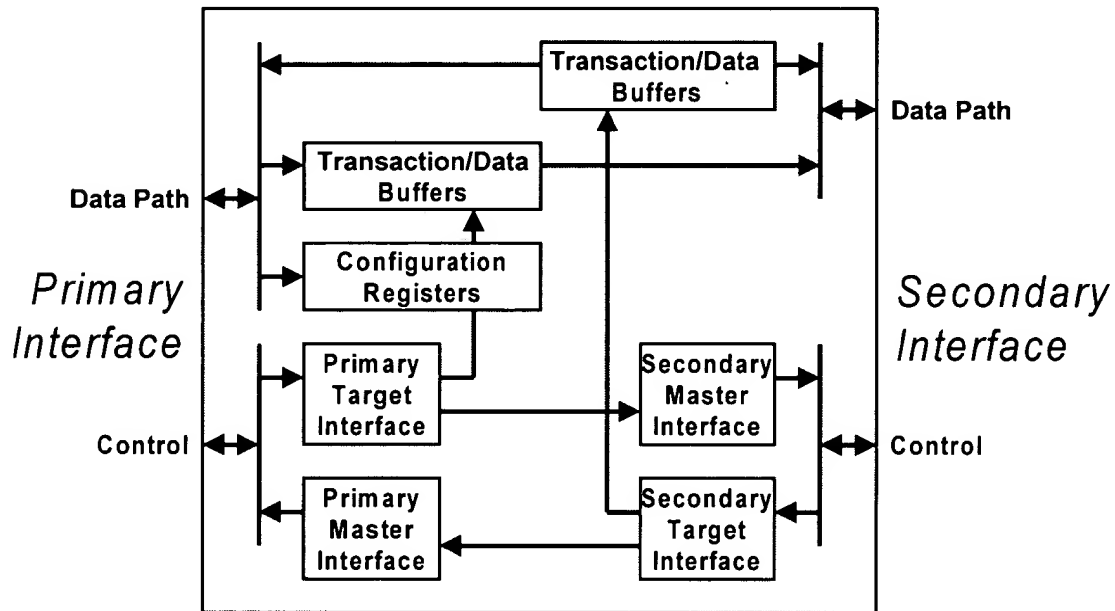 Transaction/Data
Buffers
Data Path
Transaction/Data
Buffers
Data Path
Configuration
Registers
Primary
Interface
Secondary
Interface
Primary
Target
Interface
Secondary
Master
Interface
Control
Control
Primary
Master
Interface
Secondary
Target
Interface